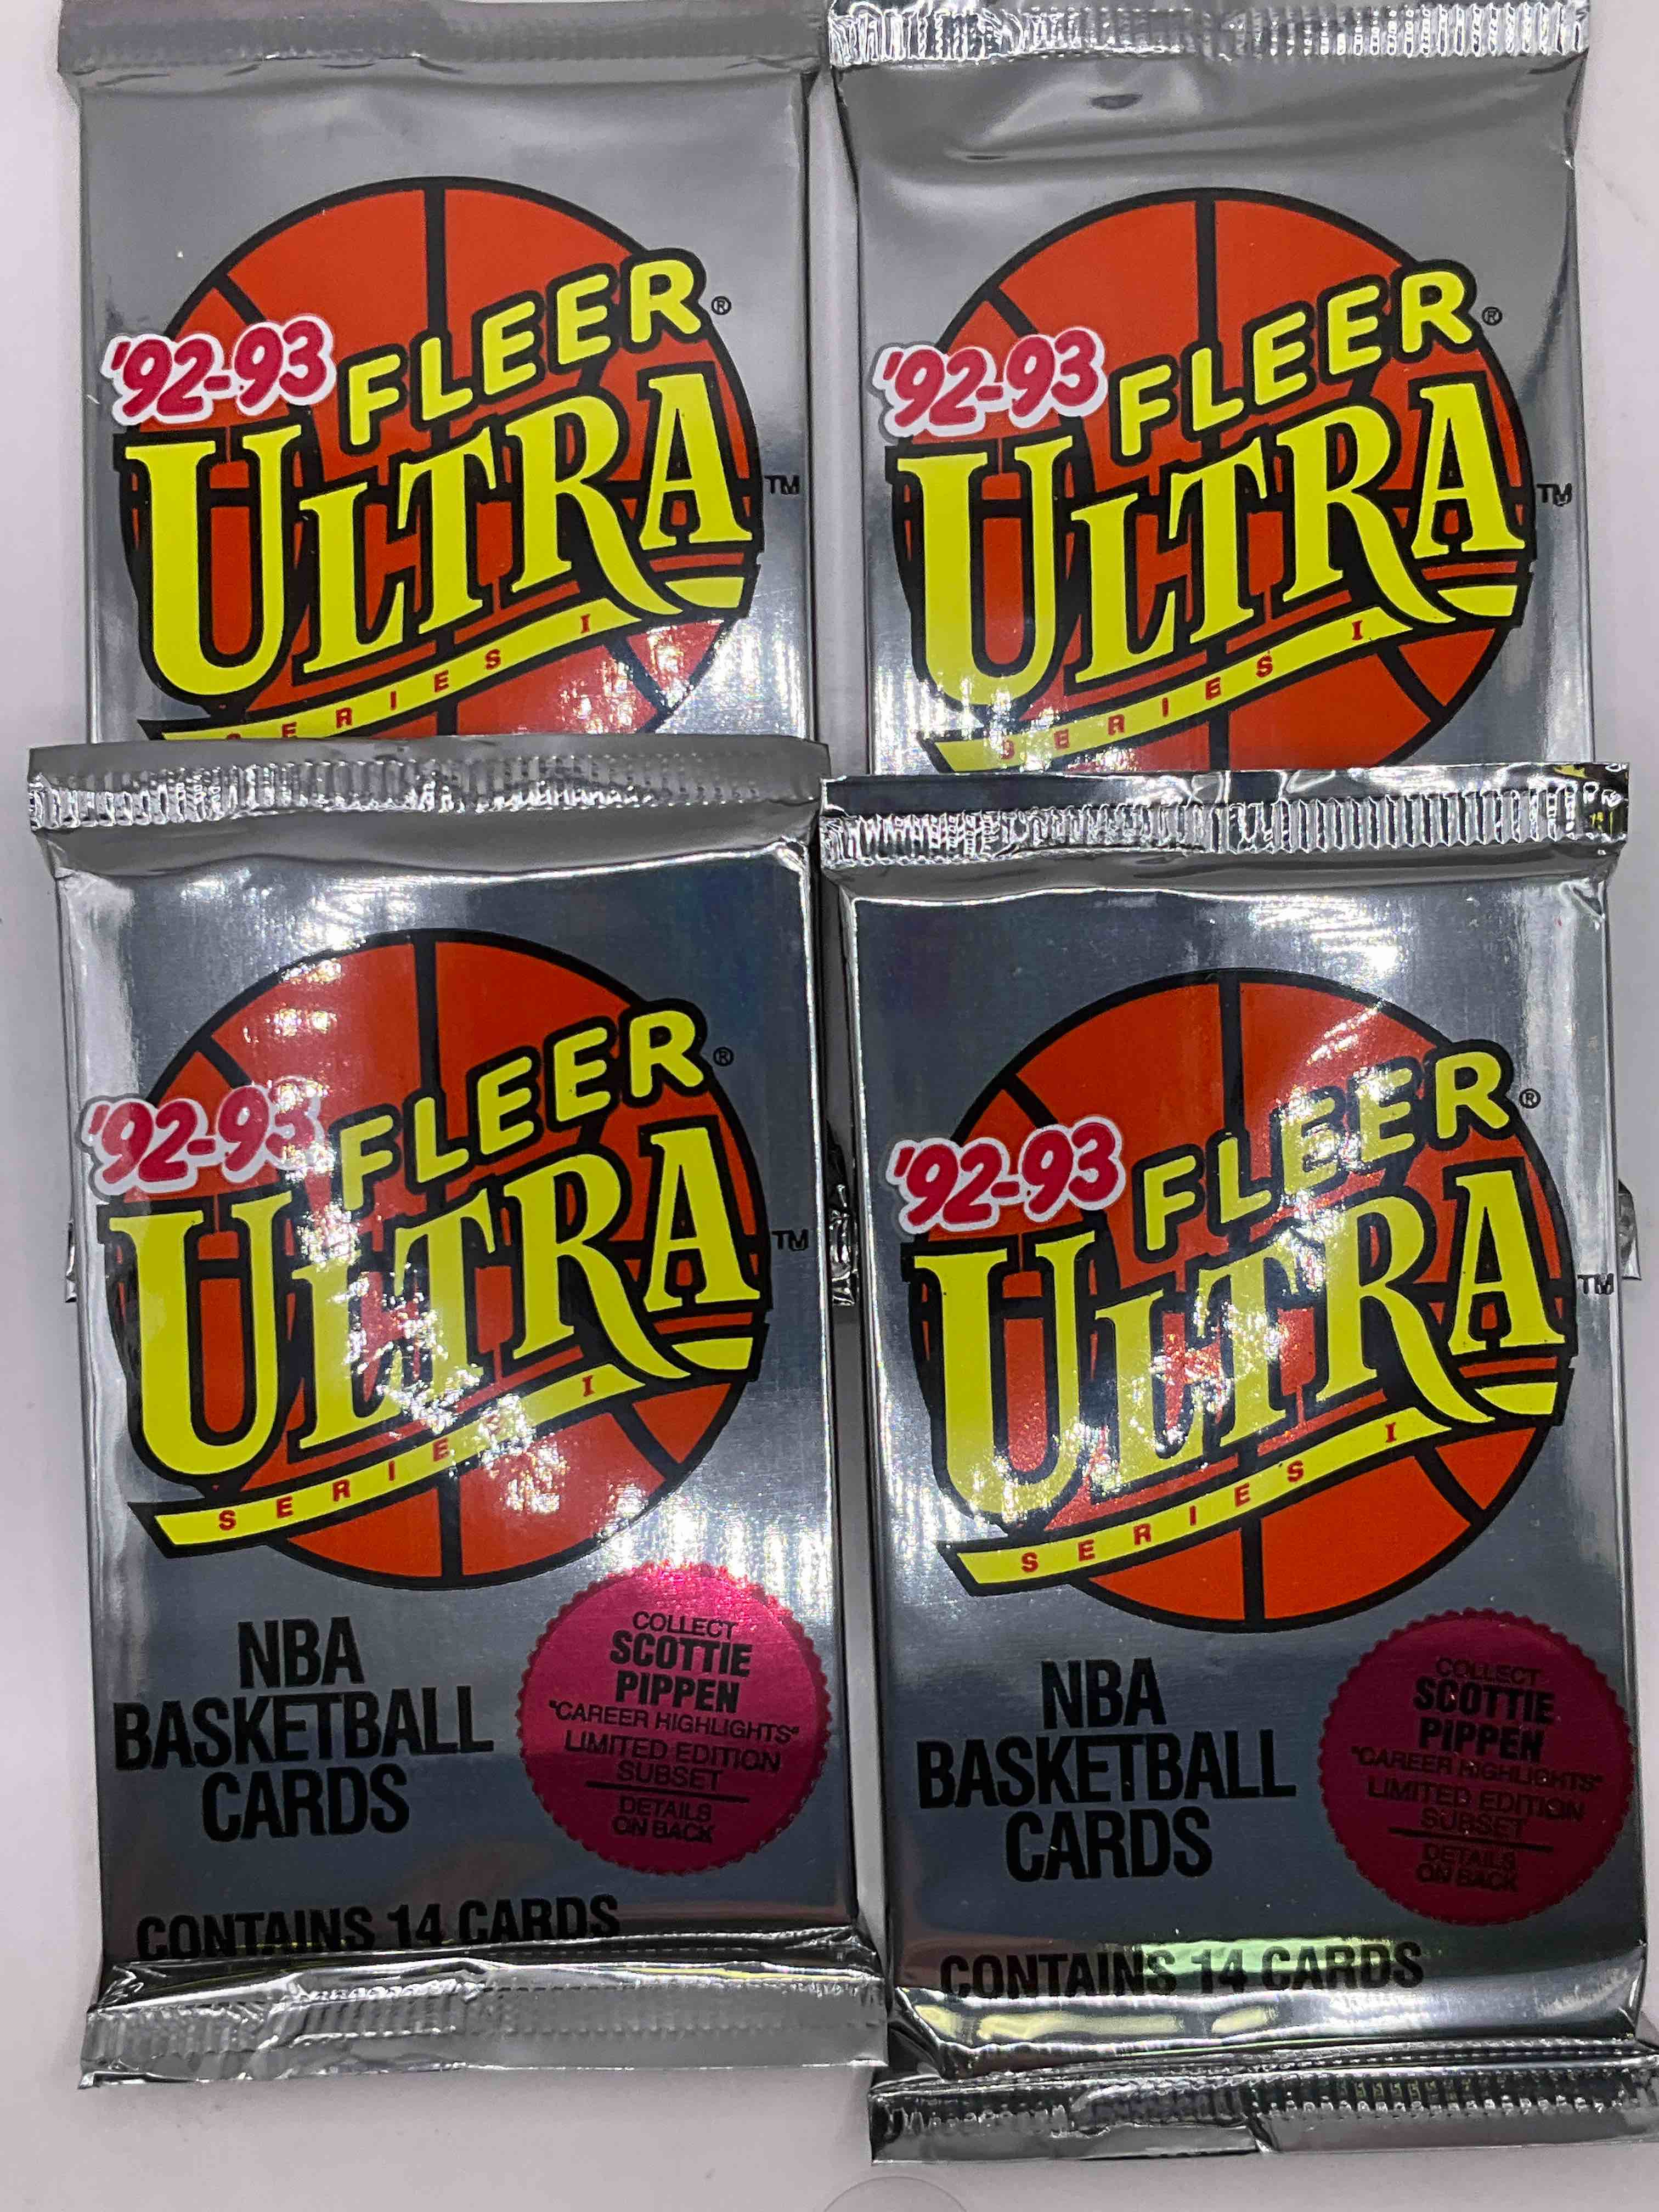 '92-93 FLEER®
ULTRA™
SERIES I
'92-93 FLEER®
ULTRA™
SERIES I
'92-93 FLEER®
ULTRA™
SERIES I
NBA
BASKETBALL
CARDS
COLLECT
SCOTTIE
PIPPEN
"CAREER HIGHLIGHTS"
LIMITED EDITION
SUBSET
DETAILS
ON BACK
CONTAINS 14 CARDS
'92-93 FLEER®
ULTRA™
SERIES I
NBA
BASKETBALL
CARDS
COLLECT
SCOTTIE
PIPPEN
"CAREER HIGHLIGHTS"
LIMITED EDITION
SUBSET
DETAILS
ON BACK
CONTAINS 14 CARDS